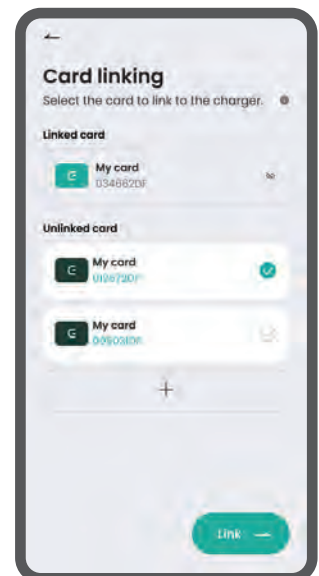 Card linking
Select the card to link to the charger.
Linked card
My card
034662DF
Unlinked card
My card
My card
Link